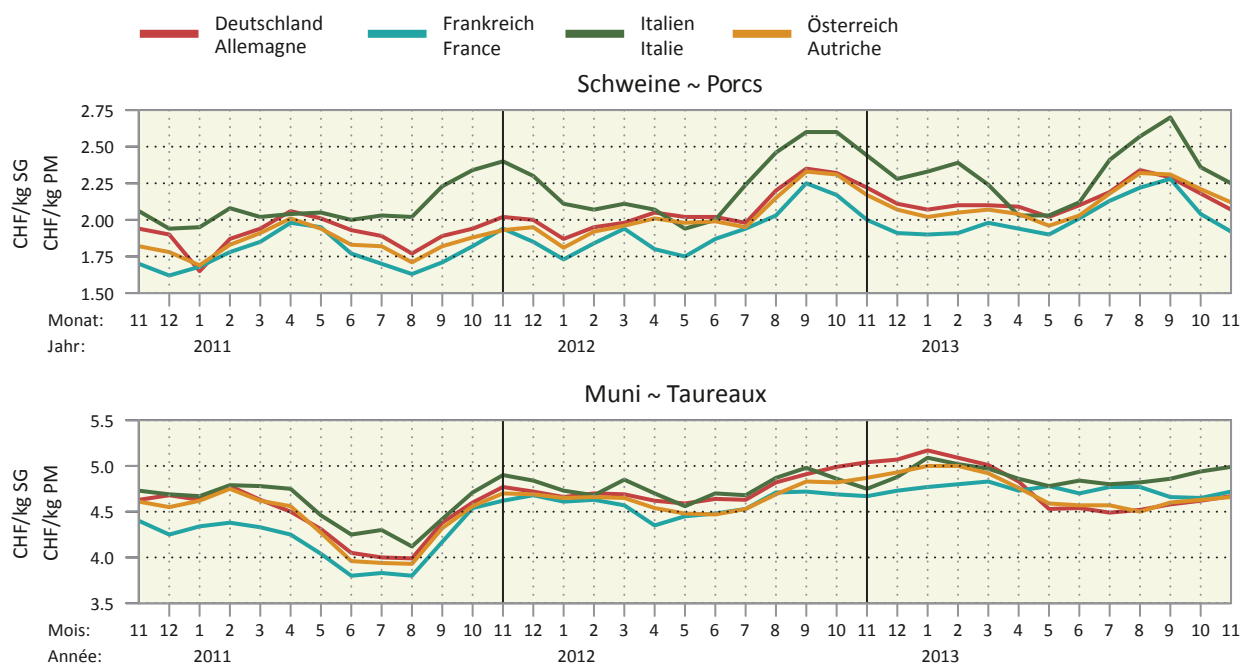 Deutschland
Allemagne
Frankreich
France
Italien
Italie
Österreich
Autriche
Schweine ~ Porcs
CHF/kg SG
CHF/kg PM
2.75
2.50
2.25
2.00
1.75
1.50
Monat: 11 12 1 2 3 4 5 6 7 8 9 10 11 12 1 2 3 4 5 6 7 8 9 10 11 12 1 2 3 4 5 6 7 8 9 10 11
Jahr: 2011 2012 2013
Muni ~ Taureaux
CHF/kg SG
CHF/kg PM
5.5
5.0
4.5
4.0
3.5
Mois: 11 12 1 2 3 4 5 6 7 8 9 10 11 12 1 2 3 4 5 6 7 8 9 10 11 12 1 2 3 4 5 6 7 8 9 10 11
Année: 2011 2012 2013